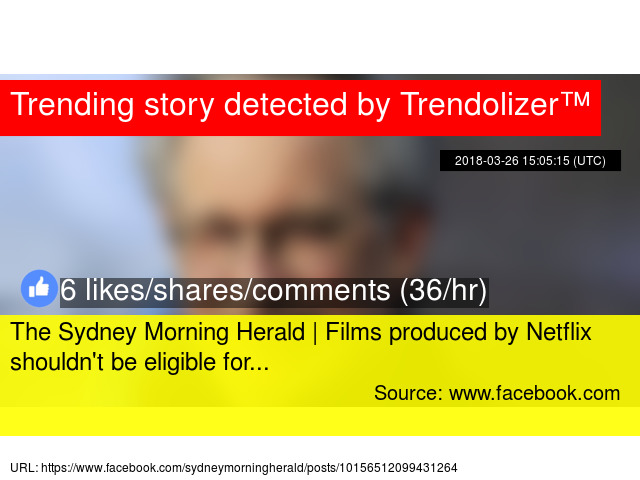 Trending story detected by Trendolizer™
2018-03-26 15:05:15 (UTC)
6 likes/shares/comments (36/hr)
The Sydney Morning Herald | Films produced by Netflix
shouldn't be eligible for...
Source: www.facebook.com
URL: https://www.facebook.com/sydneymorningherald/posts/10156512099431264